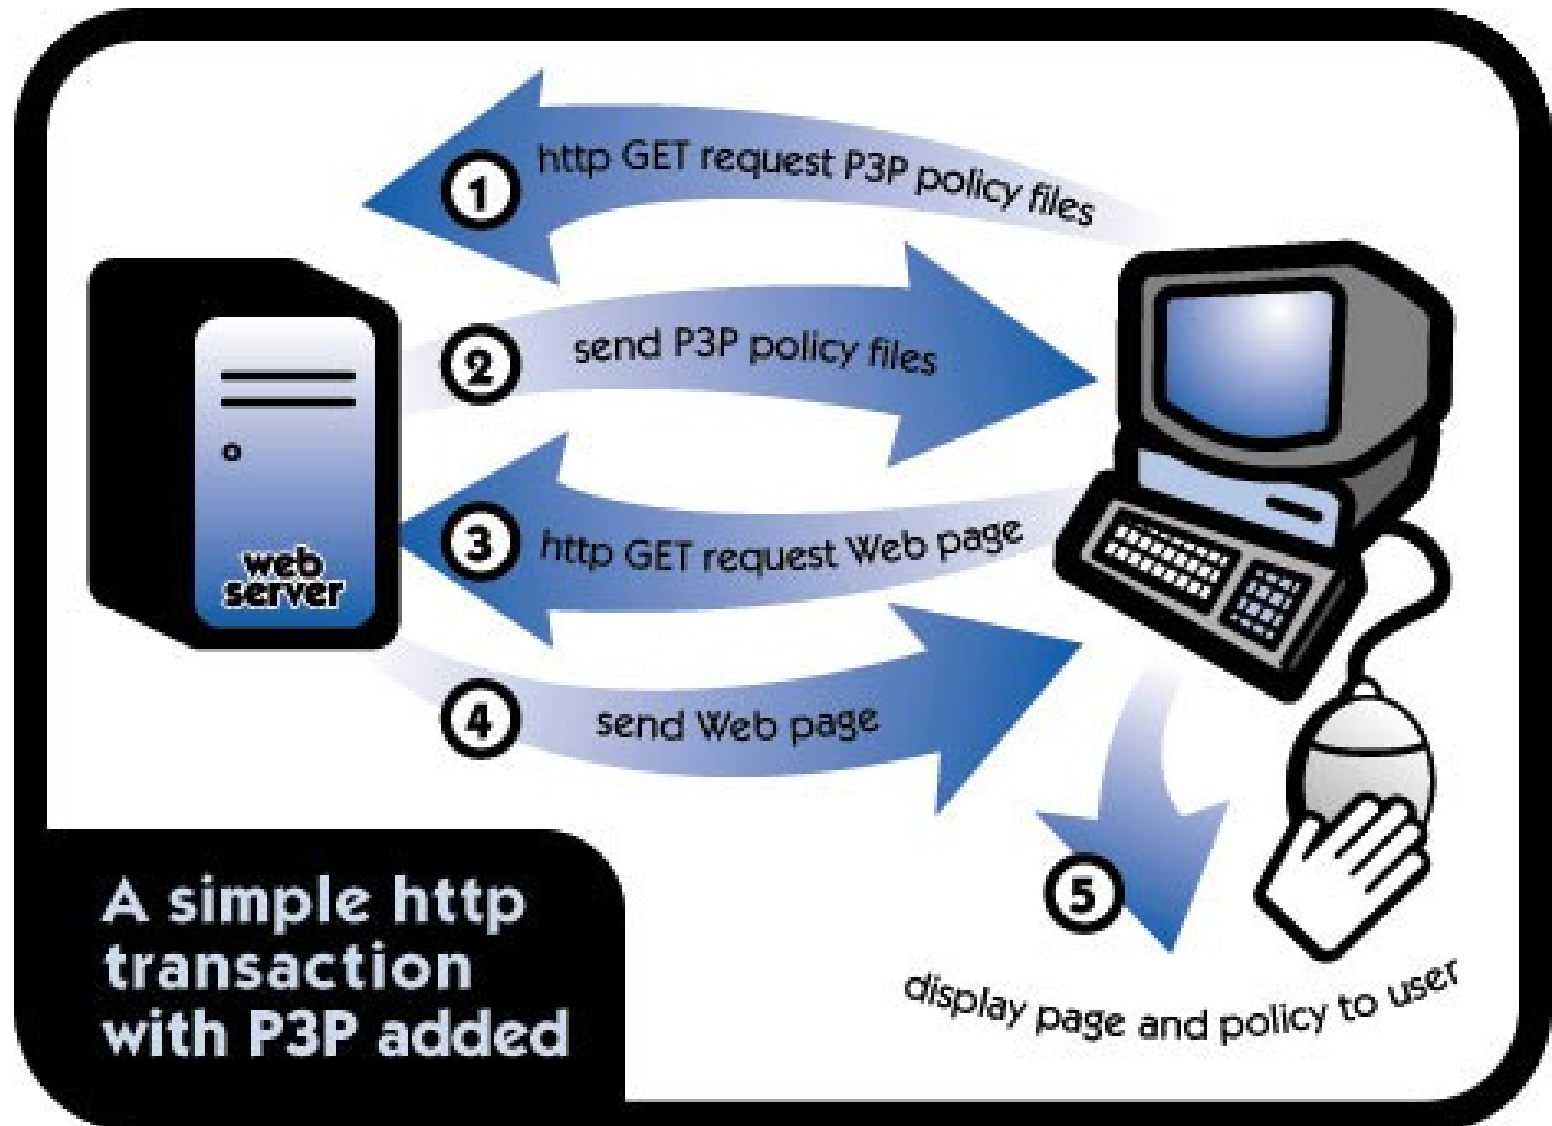 1
http GET request P3P policy files
2
send P3P policy files
web
server
3
http GET request Web page
4
send Web page
5
display page and policy to user
A simple http
transaction
with P3P added